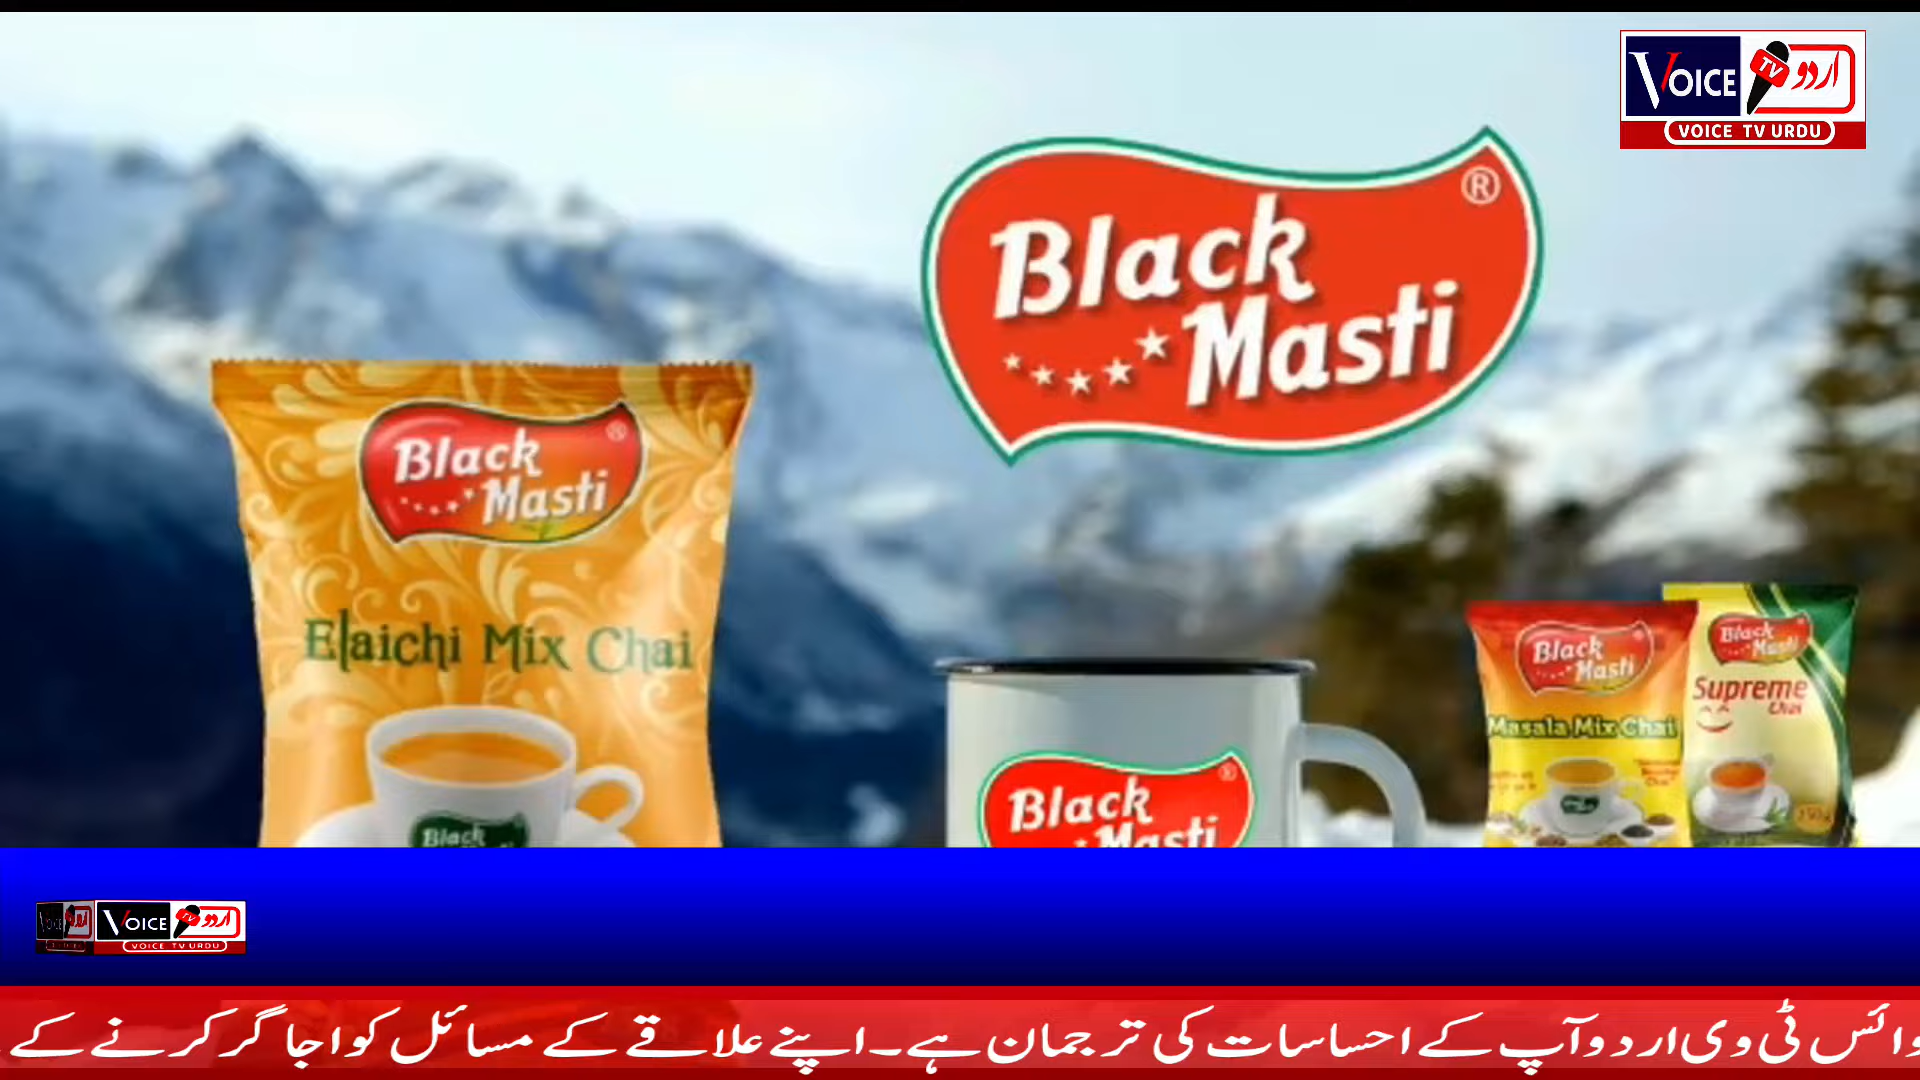 VOICE TV اردو
VOICE TV URDU
Black
Masti
®
Black
Masti
®
Elaichi Mix Chai
Black
Black
Masti
®
Black
Masti
Masala Mix Chai
Black
Masti
Supreme
Chai
VOICE TV اردو
VOICE TV URDU
وائس ٹی وی اردو آپ کے احساسات کی ترجمان ہے۔ اپنے علاقے کے مسائل کو اجاگر کرنے کے